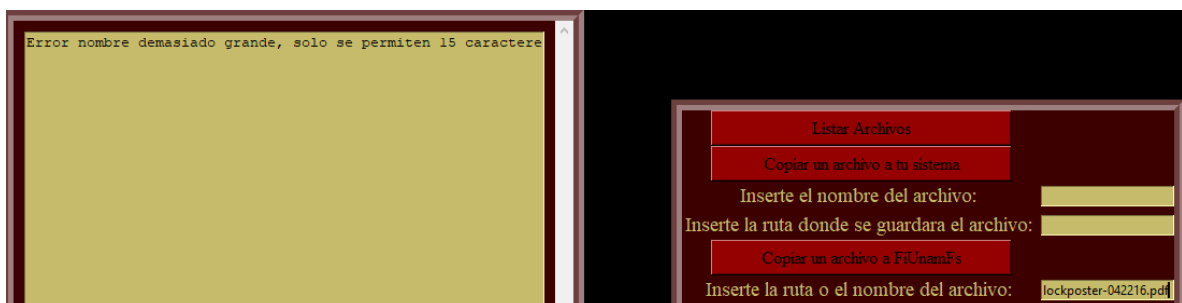 Error nombre demasiado grande, solo se permiten 15 caractere
Listar Archivos
Copiar un archivo a tu sistema
Inserte el nombre del archivo:
Inserte la ruta donde se guardara el archivo:
Copiar un archivo a FiUnamFs
Inserte la ruta o el nombre del archivo: lockposter-042216.pdf